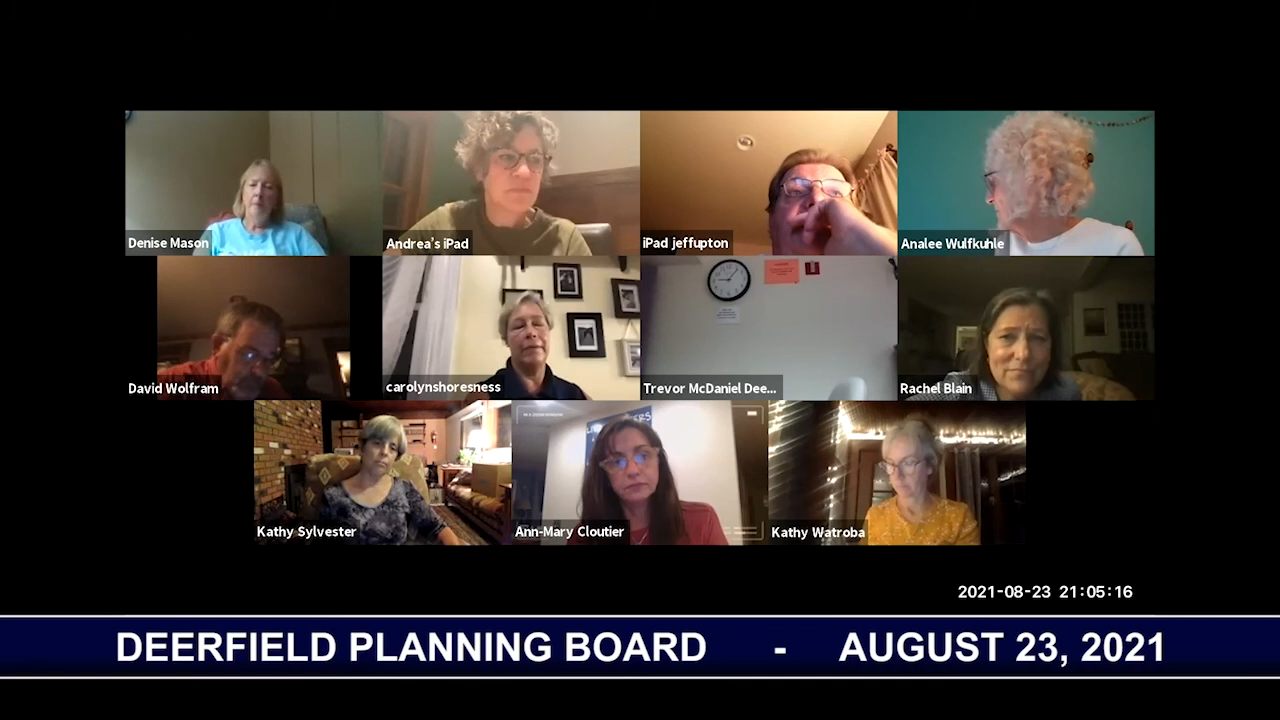 Denise Mason
Andrea's iPad
iPad jeffupton
Analee Wulfkuhle
David Wolfram
carolynshoresness
Trevor McDaniel Dee...
Rachel Blain
Kathy Sylvester
Ann-Mary Cloutier
Kathy Watroba
2021-08-23 21:05:16
DEERFIELD PLANNING BOARD - AUGUST 23, 2021